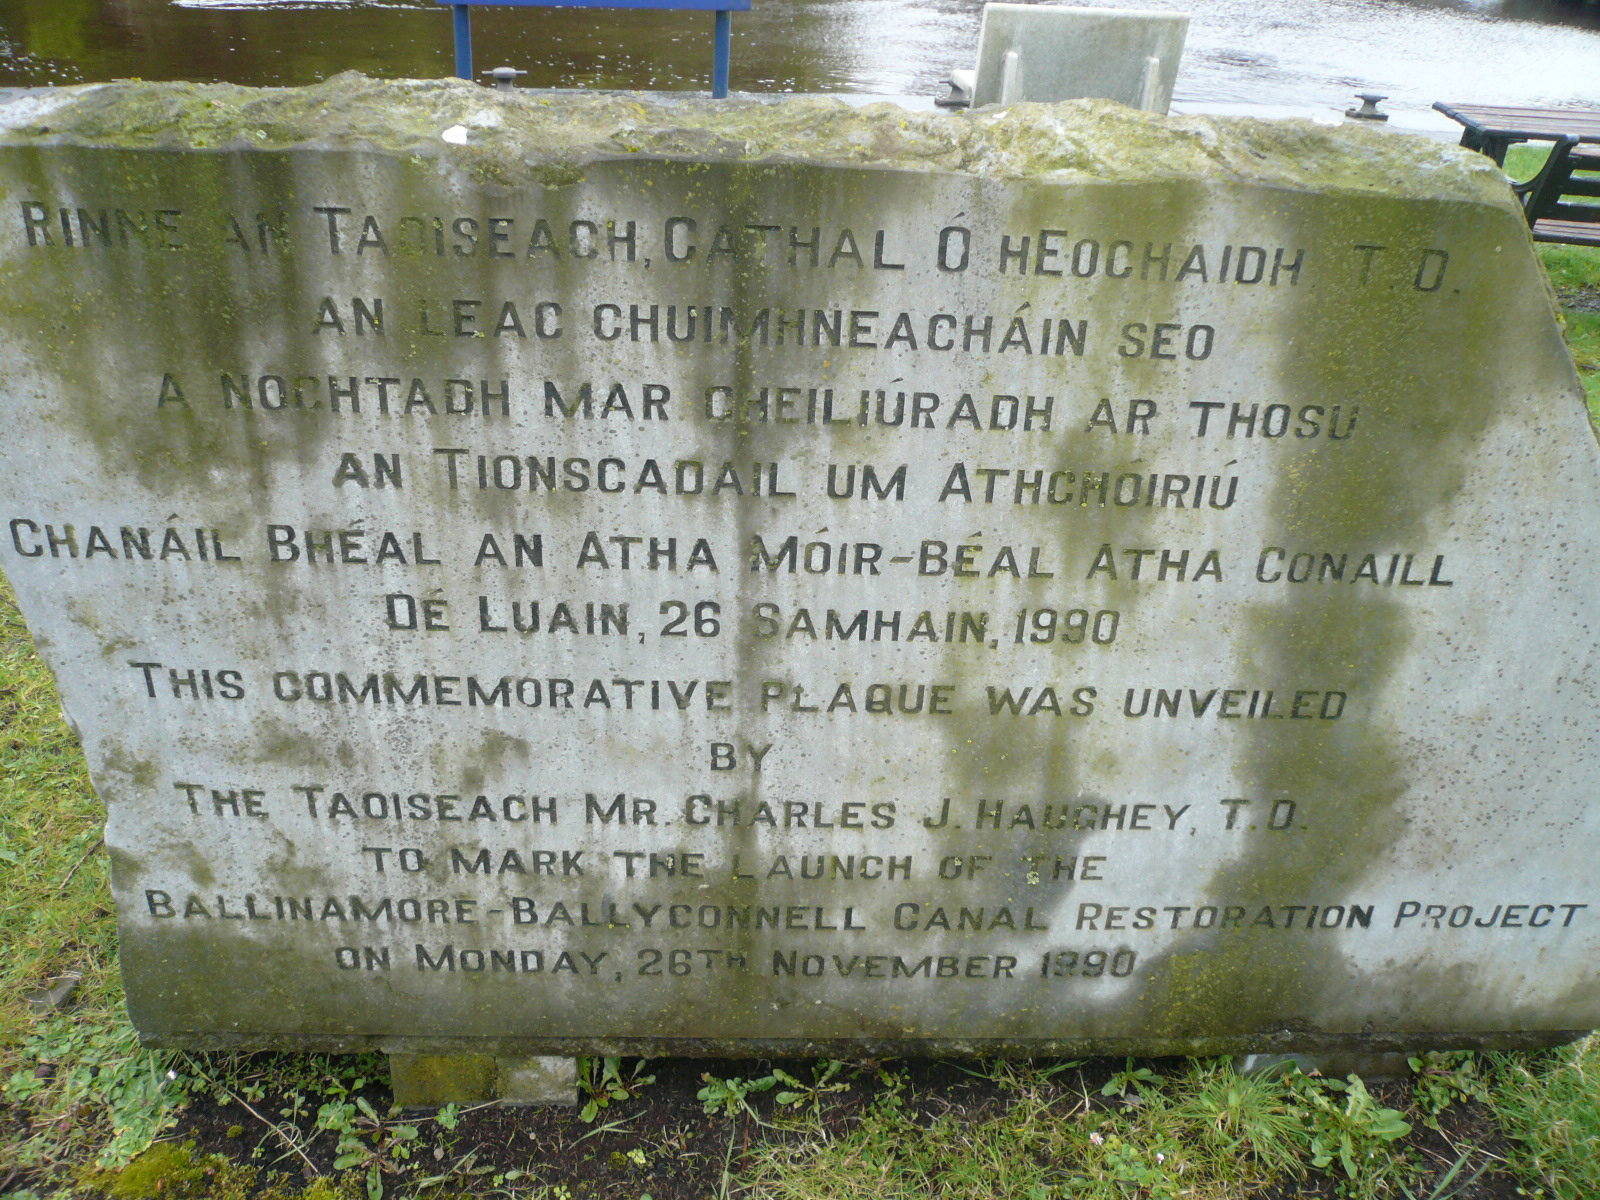 RINNE AN TAOISEACH, CATHAL Ó HEOCHAIDH T.D.
AN LEAC CHUIMHNEACHÁIN SEO
A NOCHTADH MAR CHEILIÚRADH AR THOSU
AN TIONSCADAIL UM ATHCHÓIRIÚ
CHANÁIL BHÉAL AN ATHA MÓIR-BÉAL ATHA CONAILL
DÉ LUAIN, 26 SAMHAIN, 1990
THIS COMMEMORATIVE PLAQUE WAS UNVEILED
BY
THE TAOISEACH MR. CHARLES J. HAUGHEY, T.D.
TO MARK THE LAUNCH OF THE
BALLINAMORE-BALLYCONNELL CANAL RESTORATION PROJECT
ON MONDAY, 26TH NOVEMBER 1990